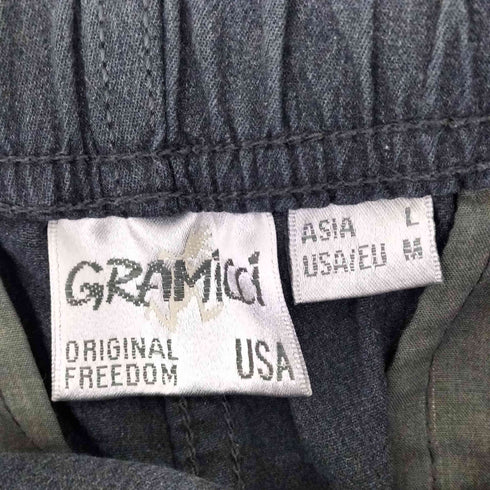 GRAMICCI
ORIGINAL
FREEDOM USA
ASIA L
USA/EU M